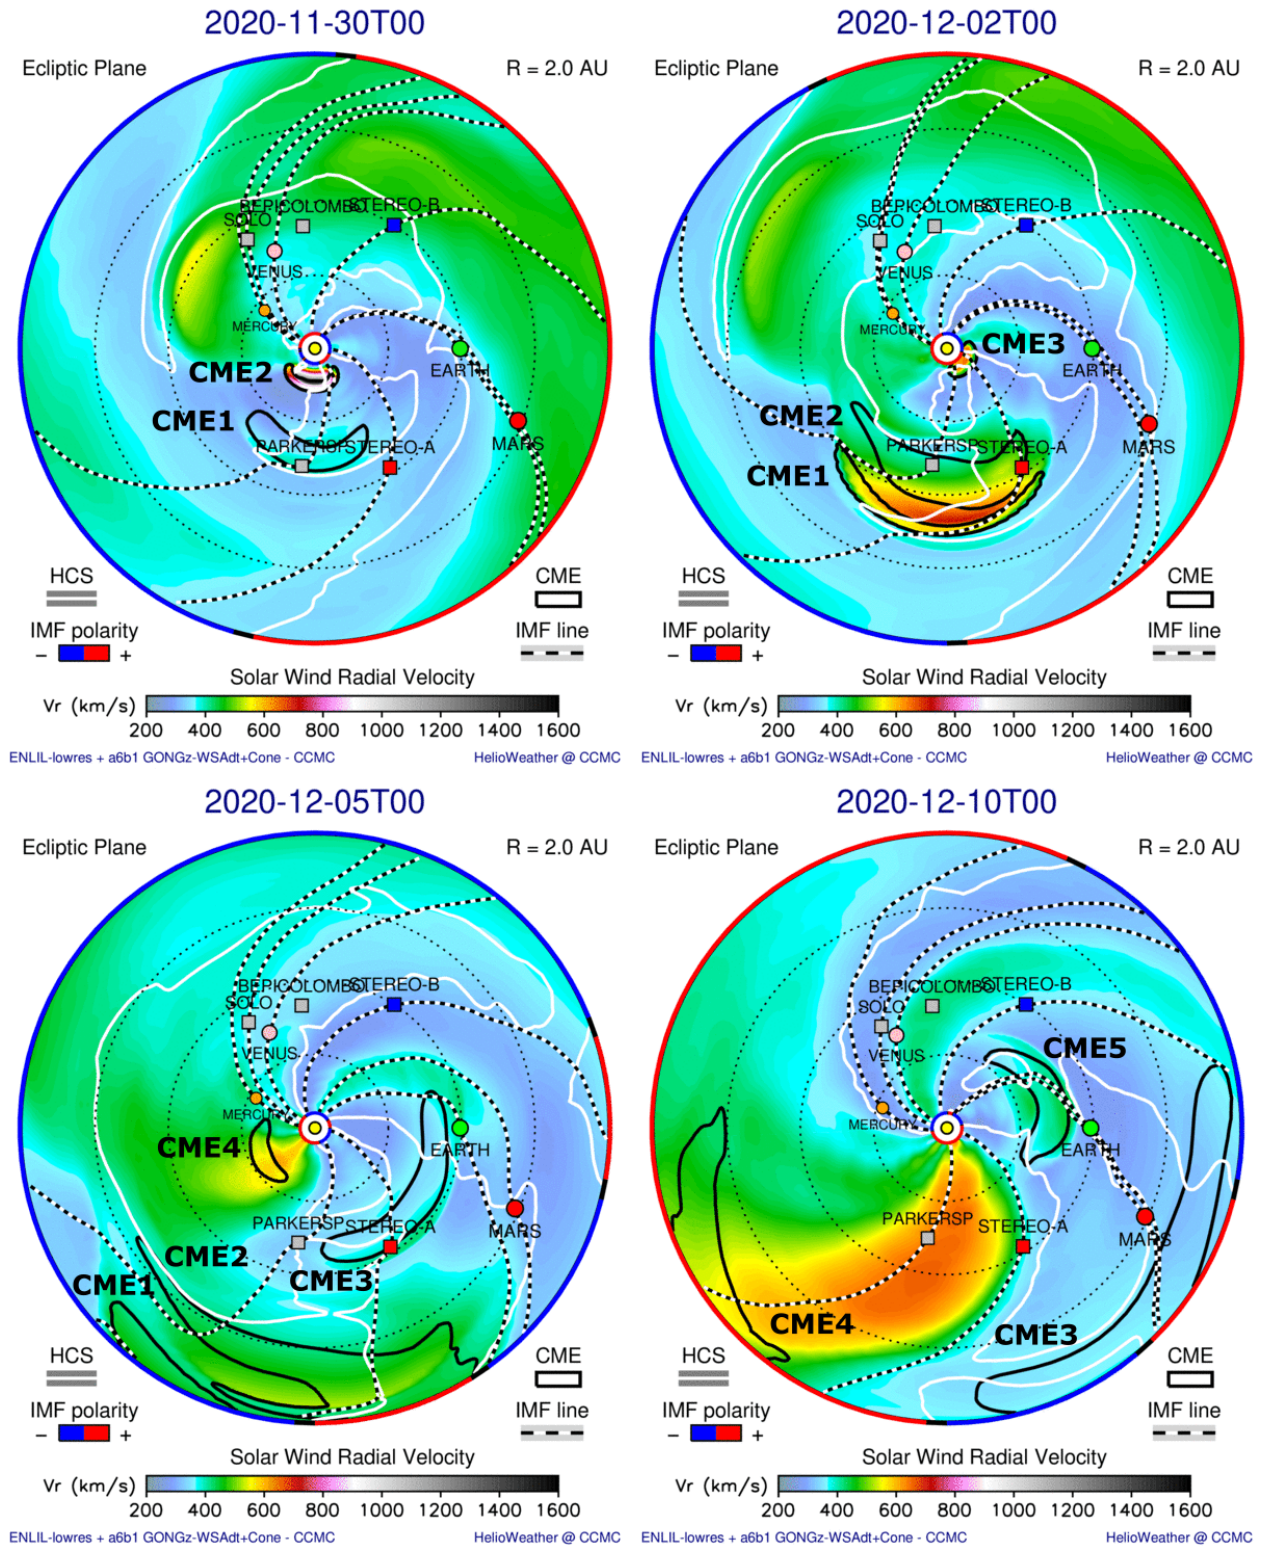 2020-11-30T00
Ecliptic Plane R = 2.0 AU
BEPICOLOMBO STEREO-B
SOLO
VENUS
MERCURY
CME2
EARTH
CME1
PARKERSP STEREO-A
MARS
HCS CME
IMF polarity IMF line
− +
Solar Wind Radial Velocity
Vr (km/s)
200 400 600 800 1000 1200 1400 1600
ENLIL-lowres + a6b1 GONGz-WSAdt+Cone - CCMC HelioWeather @ CCMC
2020-12-02T00
Ecliptic Plane R = 2.0 AU
BEPICOLOMBO STEREO-B
SOLO
VENUS
MERCURY
CME3
EARTH
CME2
PARKERSP STEREO-A
MARS
CME1
HCS CME
IMF polarity IMF line
− +
Solar Wind Radial Velocity
Vr (km/s)
200 400 600 800 1000 1200 1400 1600
ENLIL-lowres + a6b1 GONGz-WSAdt+Cone - CCMC HelioWeather @ CCMC
2020-12-05T00
Ecliptic Plane R = 2.0 AU
BEPICOLOMBO STEREO-B
SOLO
VENUS
MERCURY
CME4
EARTH
PARKERSP STEREO-A
MARS
CME2
CME1 CME3
HCS CME
IMF polarity IMF line
− +
Solar Wind Radial Velocity
Vr (km/s)
200 400 600 800 1000 1200 1400 1600
ENLIL-lowres + a6b1 GONGz-WSAdt+Cone - CCMC HelioWeather @ CCMC
2020-12-10T00
Ecliptic Plane R = 2.0 AU
BEPICOLOMBO STEREO-B
SOLO
CME5
VENUS
MERCURY
EARTH
PARKERSP STEREO-A
MARS
CME4 CME3
HCS CME
IMF polarity IMF line
− +
Solar Wind Radial Velocity
Vr (km/s)
200 400 600 800 1000 1200 1400 1600
ENLIL-lowres + a6b1 GONGz-WSAdt+Cone - CCMC HelioWeather @ CCMC